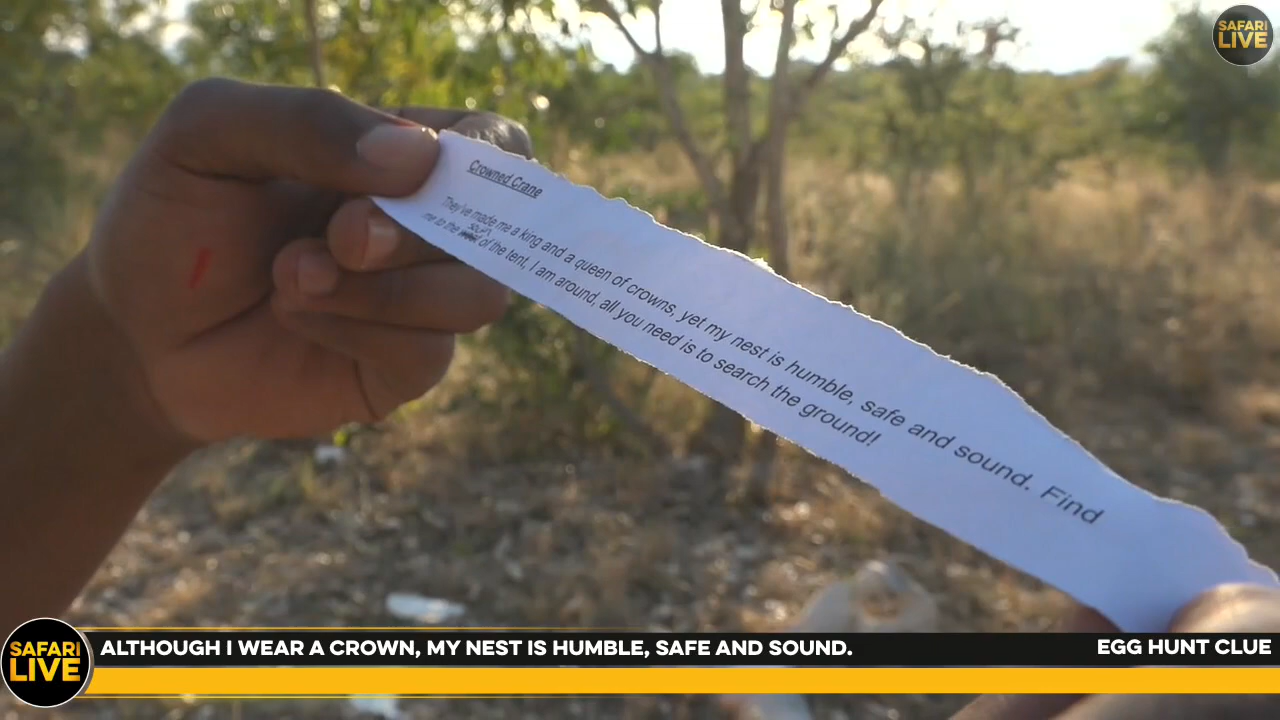 SAFARI
LIVE
Crowned Crane
They've made me a king and a queen of crowns, yet my nest is humble, safe and sound. Find
south
me to the of the tent, I am around, all you need is to search the ground!
SAFARI
LIVE
ALTHOUGH I WEAR A CROWN, MY NEST IS HUMBLE, SAFE AND SOUND.
EGG HUNT CLUE